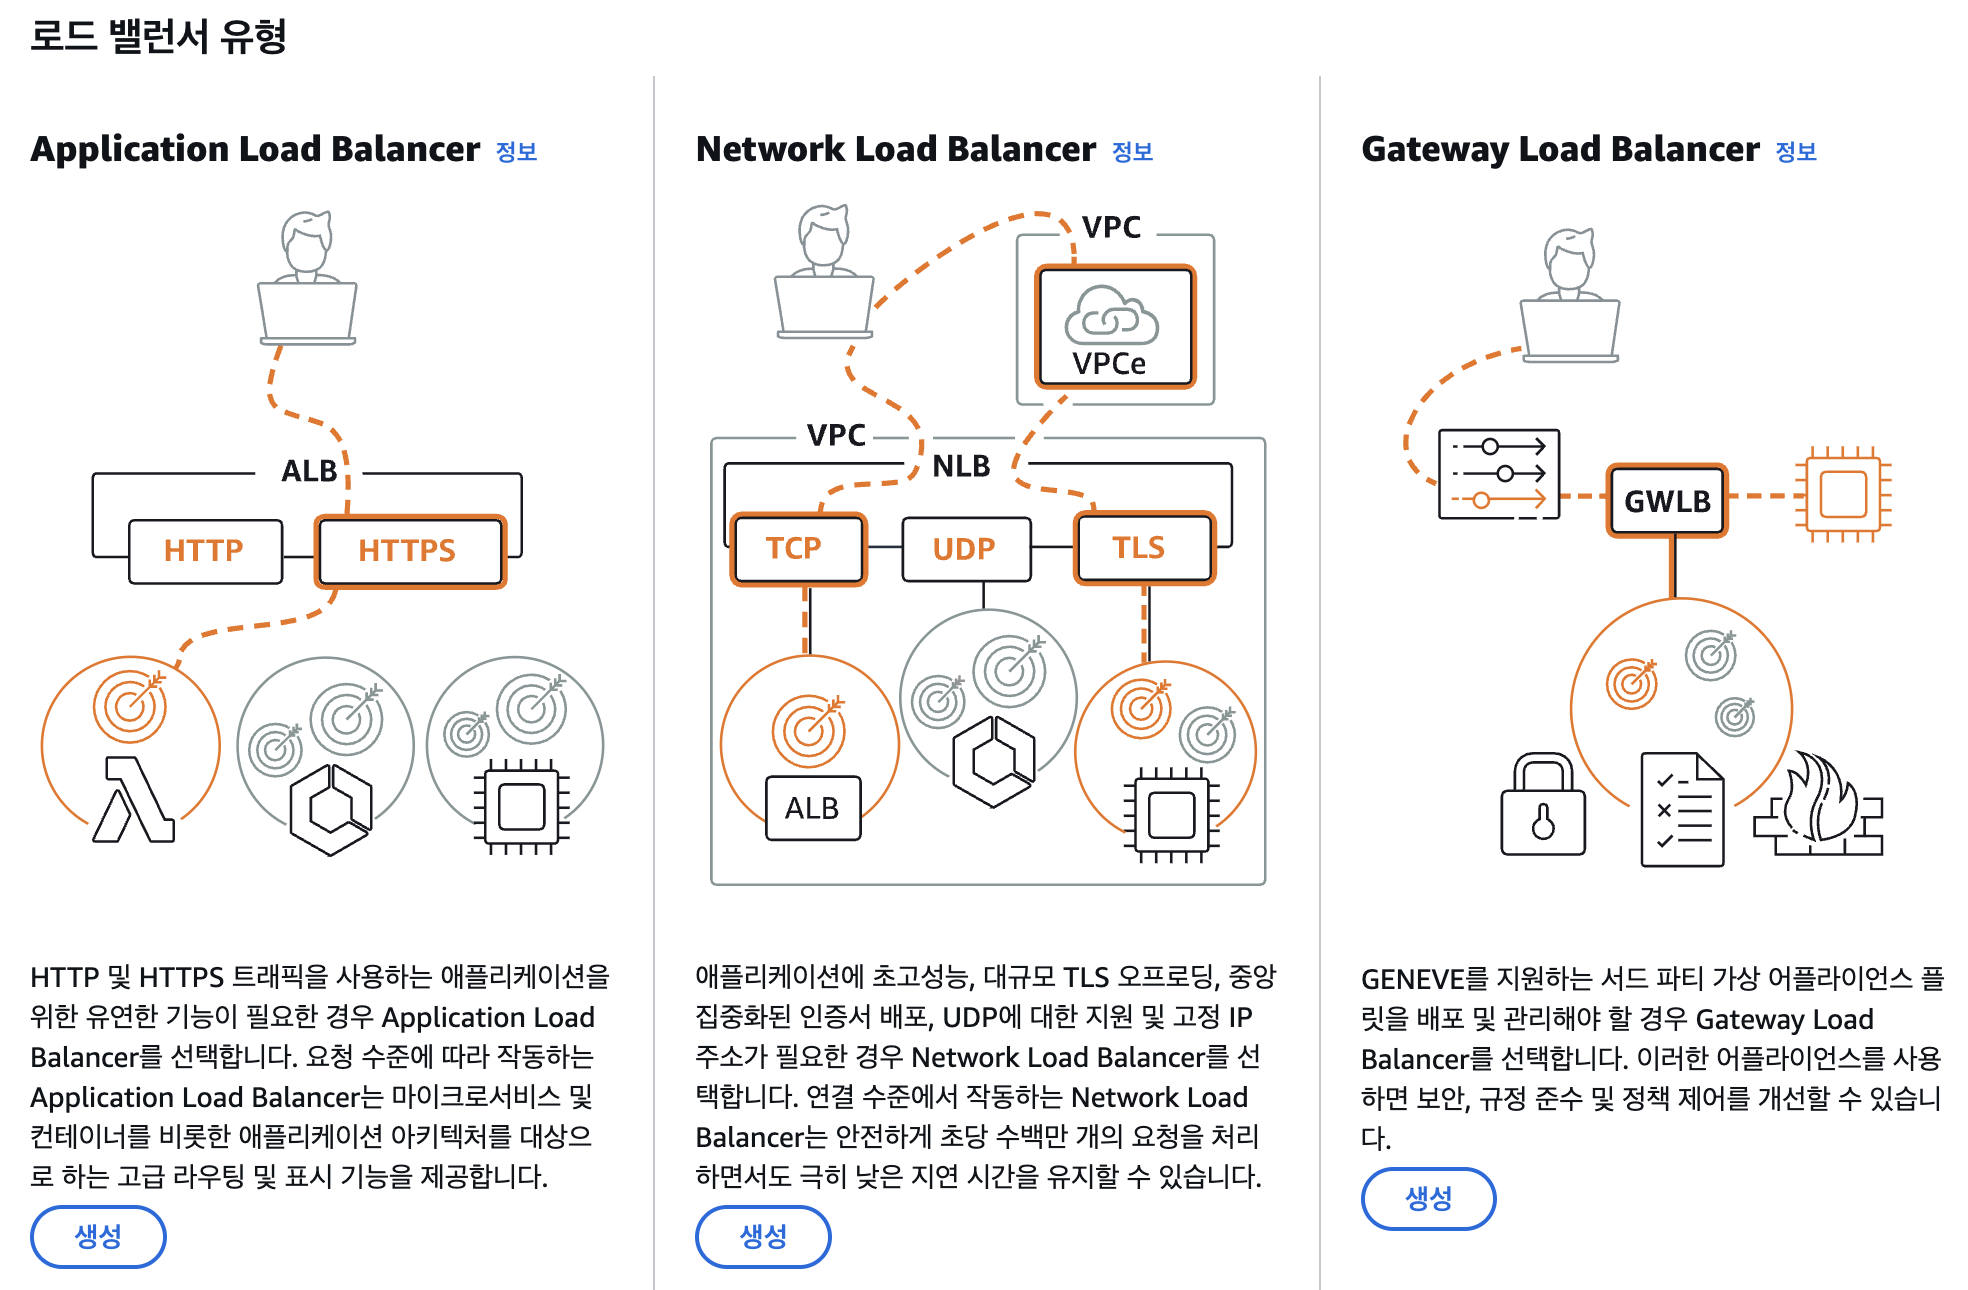 로드 밸런서 유형
Application Load Balancer 정보
ALB
HTTP
HTTPS
HTTP 및 HTTPS 트래픽을 사용하는 애플리케이션을
위한 유연한 기능이 필요한 경우 Application Load
Balancer를 선택합니다. 요청 수준에 따라 작동하는
Application Load Balancer는 마이크로서비스 및
컨테이너를 비롯한 애플리케이션 아키텍처를 대상으
로 하는 고급 라우팅 및 표시 기능을 제공합니다.
생성
Network Load Balancer 정보
VPC
VPCe
VPC
NLB
TCP
UDP
TLS
ALB
애플리케이션에 초고성능, 대규모 TLS 오프로딩, 중앙
집중화된 인증서 배포, UDP에 대한 지원 및 고정 IP
주소가 필요한 경우 Network Load Balancer를 선
택합니다. 연결 수준에서 작동하는 Network Load
Balancer는 안전하게 초당 수백만 개의 요청을 처리
하면서도 극히 낮은 지연 시간을 유지할 수 있습니다.
생성
Gateway Load Balancer 정보
GWLB
GENEVE를 지원하는 서드 파티 가상 어플라이언스 플
릿을 배포 및 관리해야 할 경우 Gateway Load
Balancer를 선택합니다. 이러한 어플라이언스를 사용
하면 보안, 규정 준수 및 정책 제어를 개선할 수 있습니
다.
생성